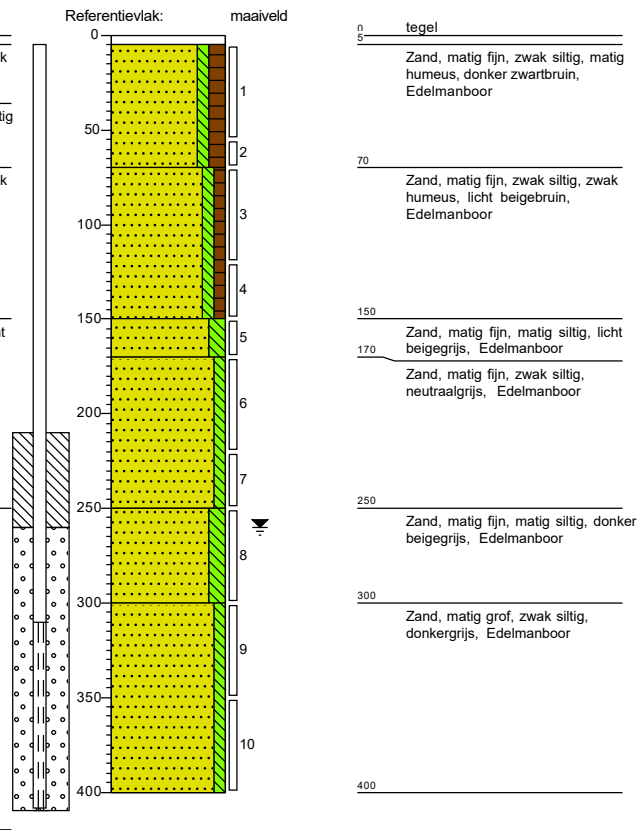 Referentievlak: maaiveld
0
50
100
150
200
250
300
350
400
1
2
3
4
5
6
7
8
9
10
0 tegel
5
Zand, matig fijn, zwak siltig, matig
humeus, donker zwartbruin,
Edelmanboor
70
Zand, matig fijn, zwak siltig, zwak
humeus, licht beigebruin,
Edelmanboor
150
Zand, matig fijn, matig siltig, licht
beigegrijs, Edelmanboor
170
Zand, matig fijn, zwak siltig,
neutraalgrijs, Edelmanboor
250
Zand, matig fijn, matig siltig, donker
beigegrijs, Edelmanboor
300
Zand, matig grof, zwak siltig,
donkergrijs, Edelmanboor
400